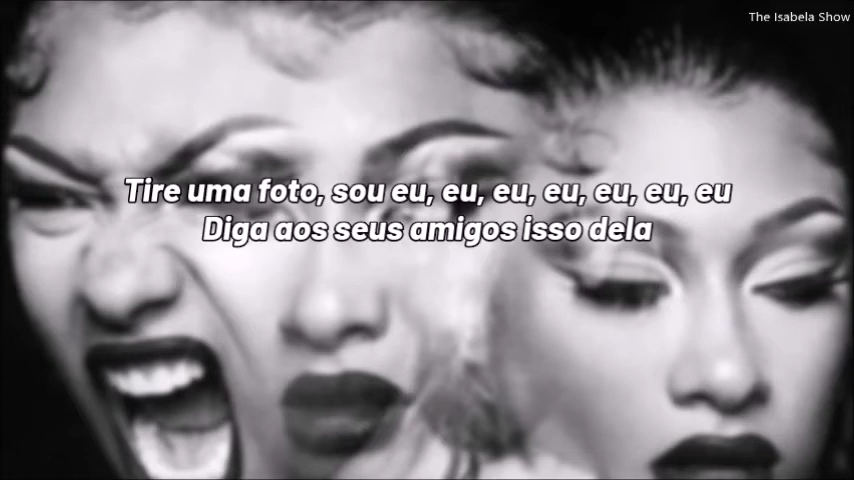 The Isabela Show
Tire uma foto, sou eu, eu, eu, eu, eu, eu, eu
Diga aos seus amigos isso dela